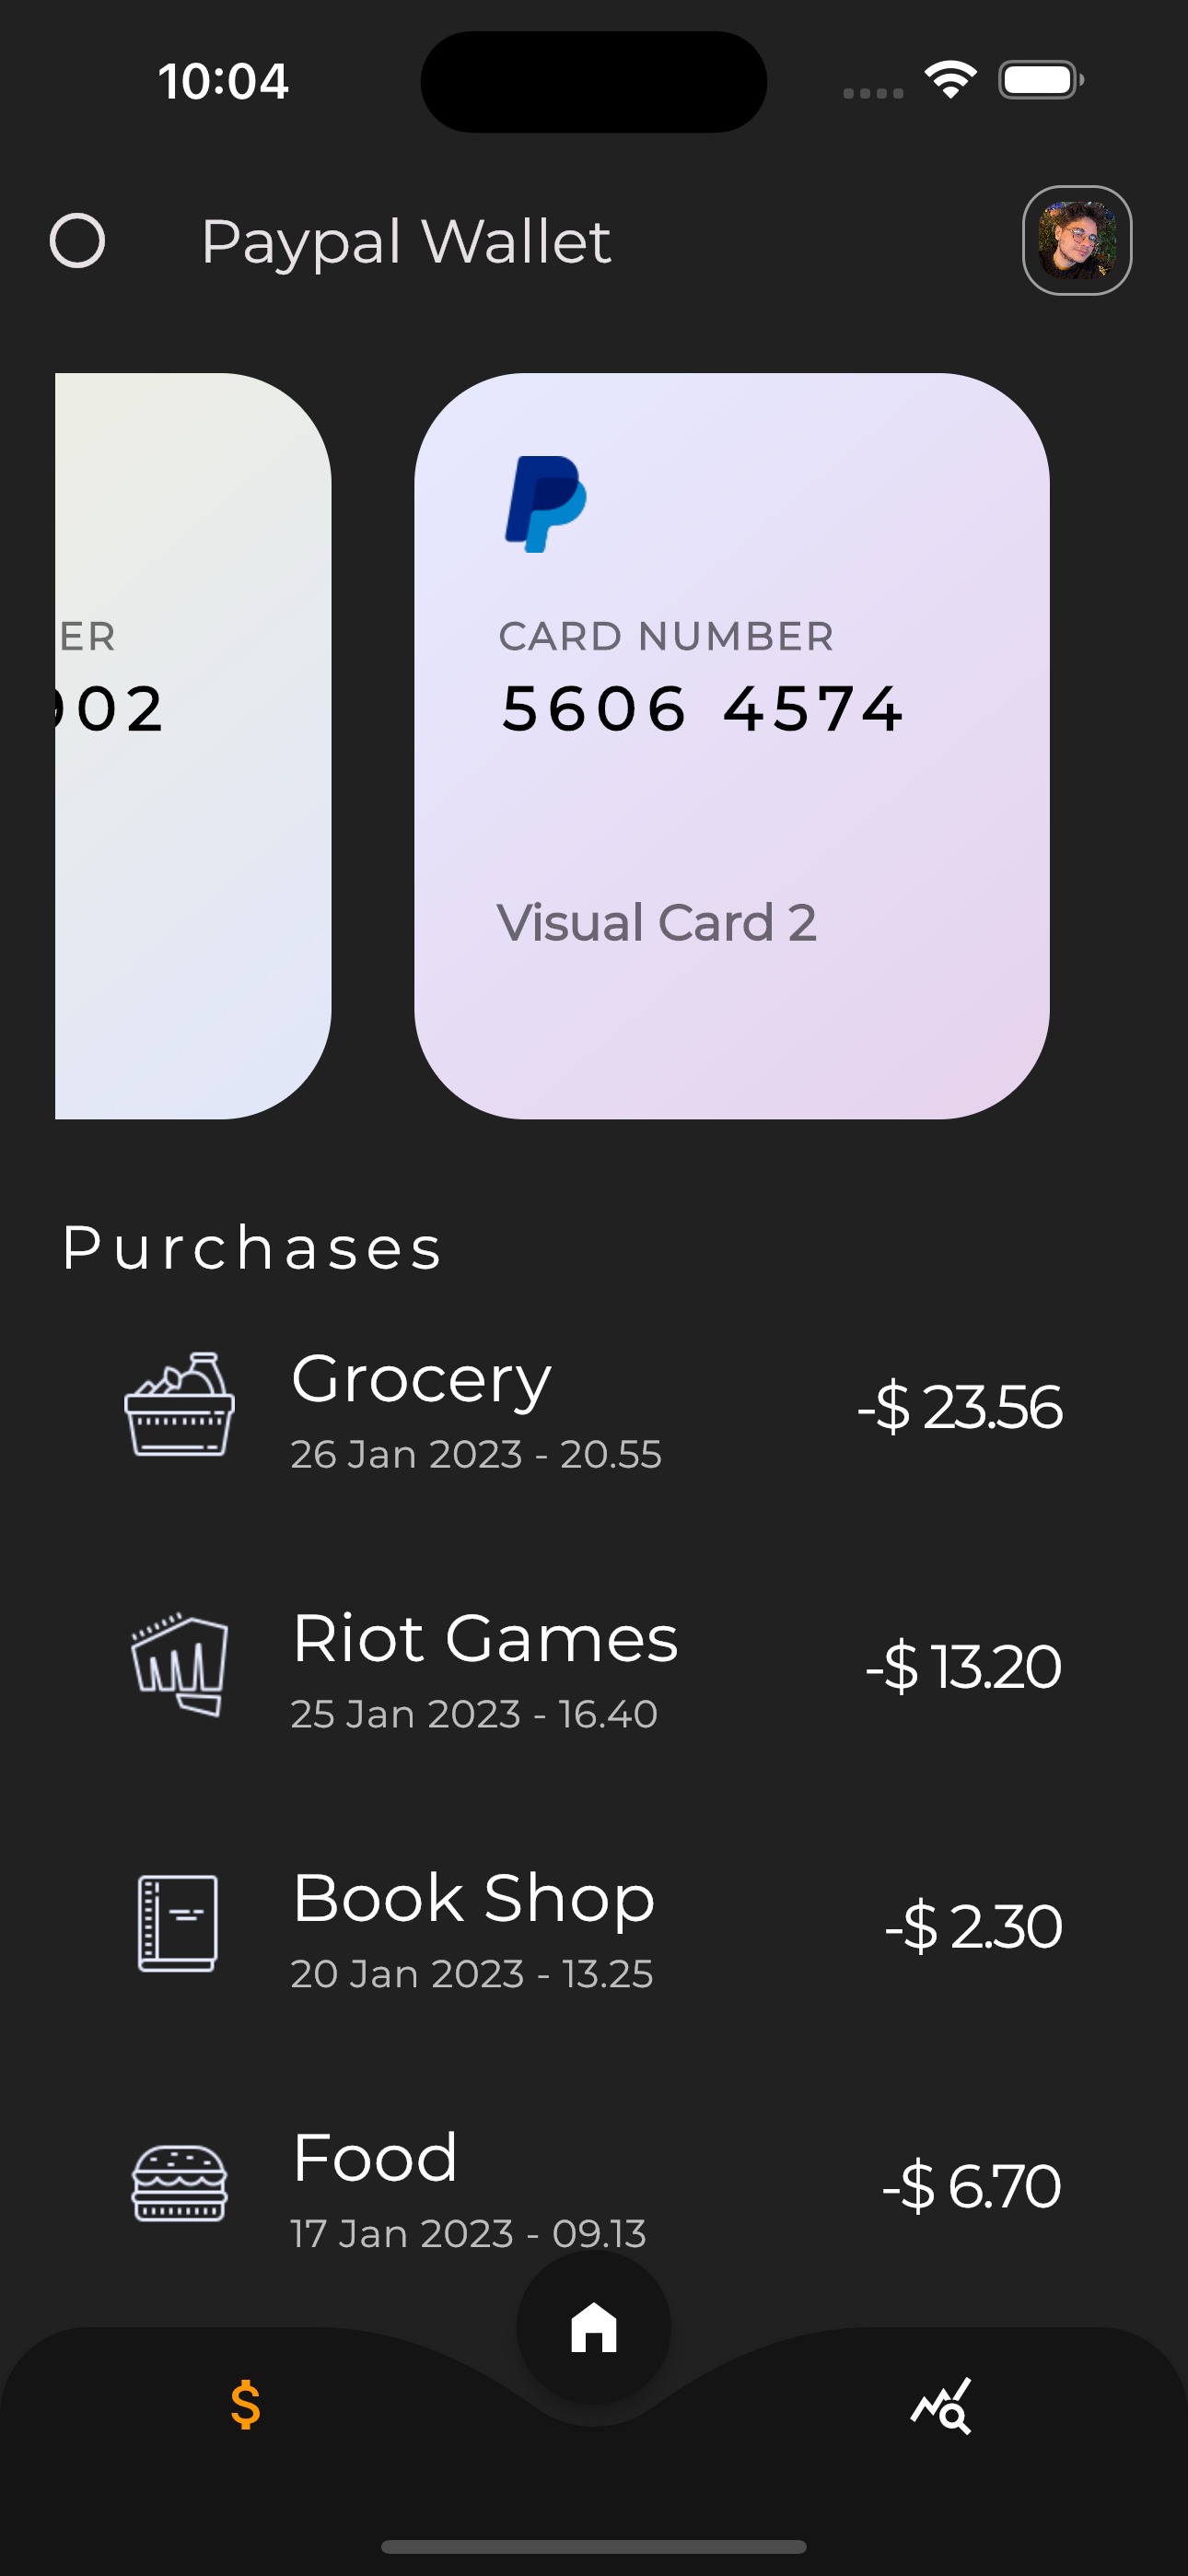 10:04
Paypal Wallet
ER
902
CARD NUMBER
5606 4574
Visual Card 2
Purchases
Grocery
-$ 23.56
26 Jan 2023 - 20.55
Riot Games
-$ 13.20
25 Jan 2023 - 16.40
Book Shop
-$ 2.30
20 Jan 2023 - 13.25
Food
-$ 6.70
17 Jan 2023 - 09.13